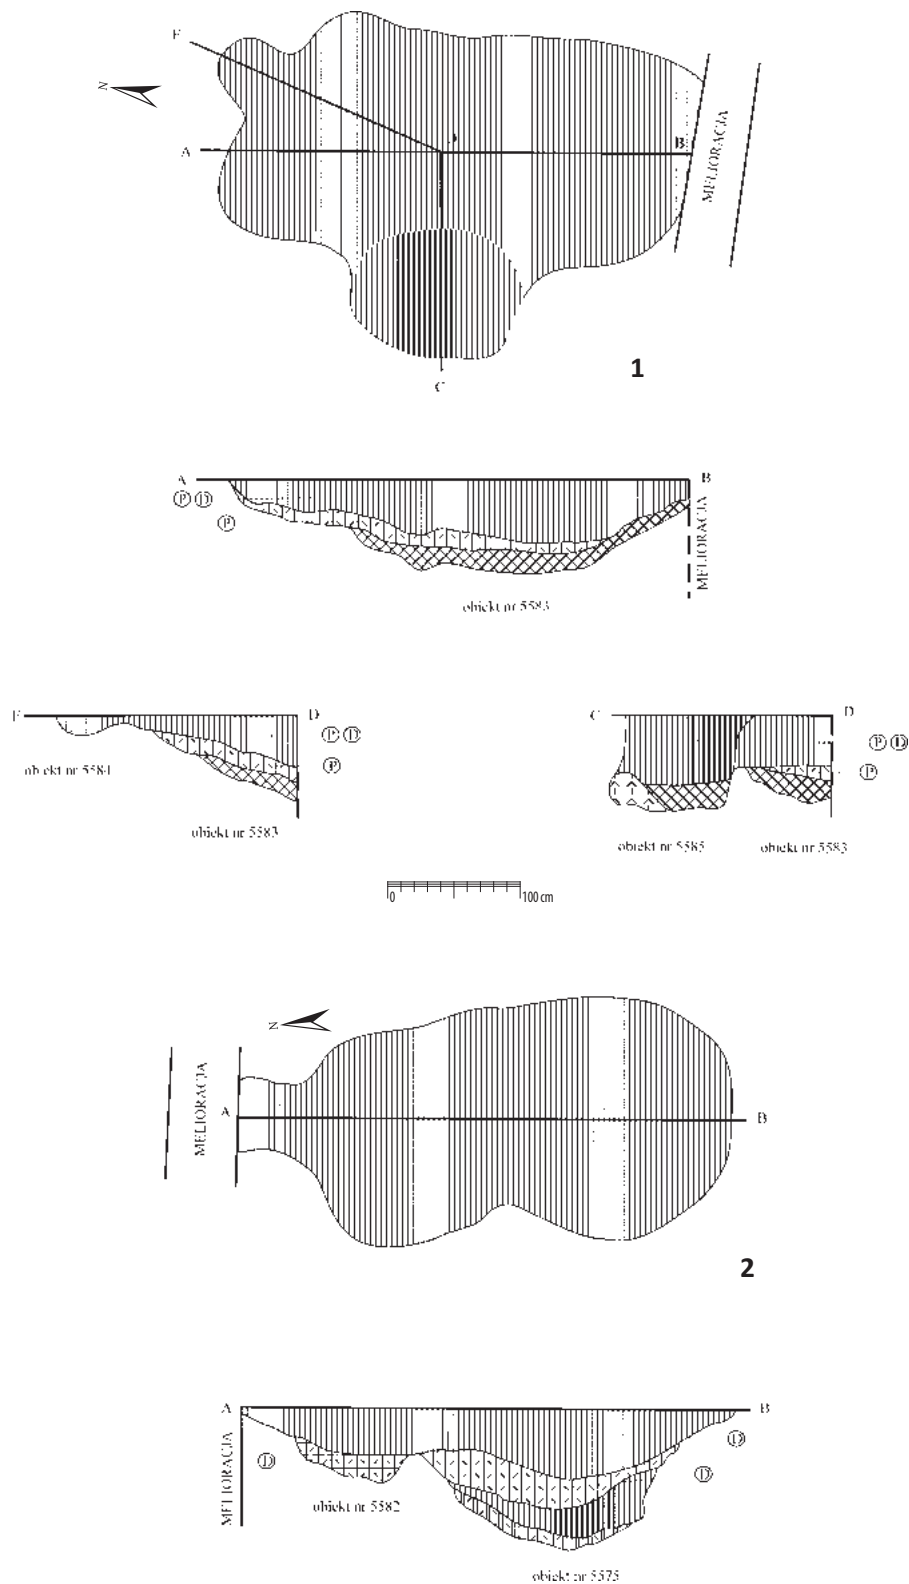 F
N
D
A
B
MELIORACJA
C
1
A
B
P D
P
MELIORACJA
obiekt nr 5583
F
D
P D
P
obiekt nr 5584
obiekt nr 5583
C
D
P D
P
obiekt nr 5585
obiekt nr 5583
0
100 cm
N
MELIORACJA
A
B
2
A
B
D
D
D
MELIORACJA
obiekt nr 5582
obiekt nr 5575